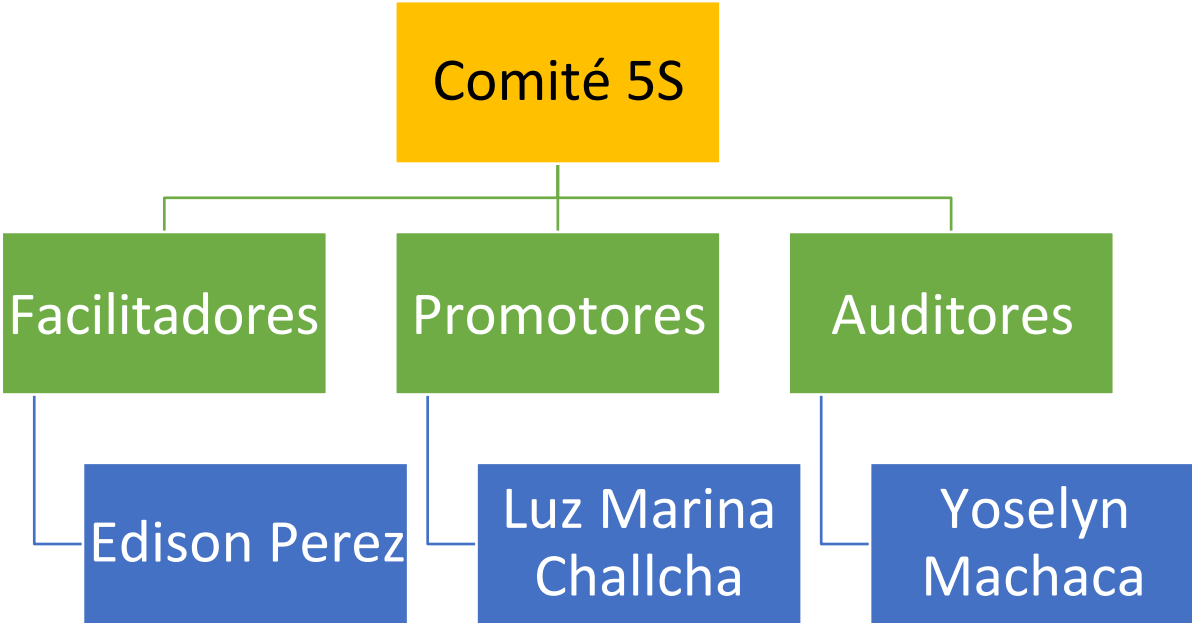 Comité 5S
Facilitadores
Promotores
Auditores
Edison Perez
Luz Marina
Challcha
Yoselyn
Machaca